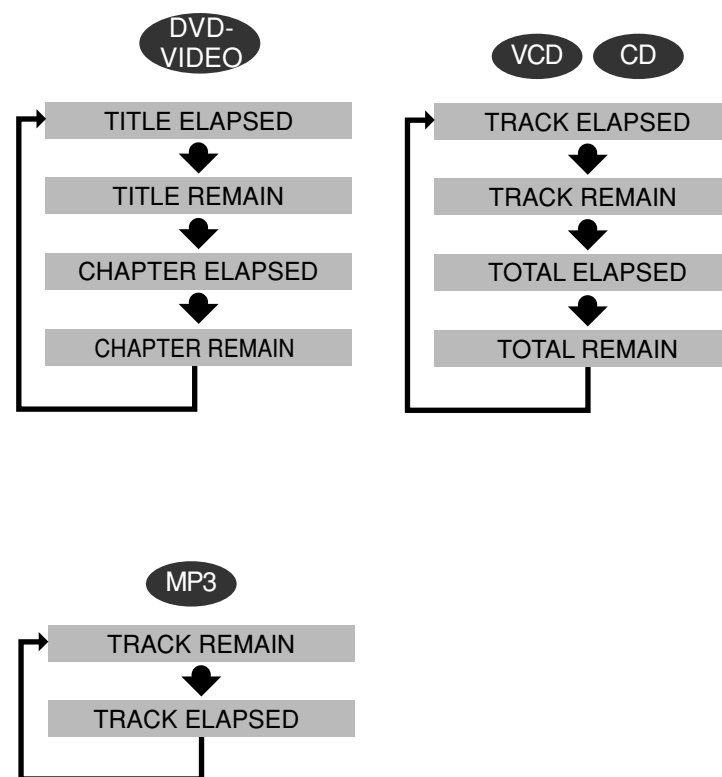 DVD-
VIDEO
TITLE ELAPSED
TITLE REMAIN
CHAPTER ELAPSED
CHAPTER REMAIN
VCD CD
TRACK ELAPSED
TRACK REMAIN
TOTAL ELAPSED
TOTAL REMAIN
MP3
TRACK REMAIN
TRACK ELAPSED